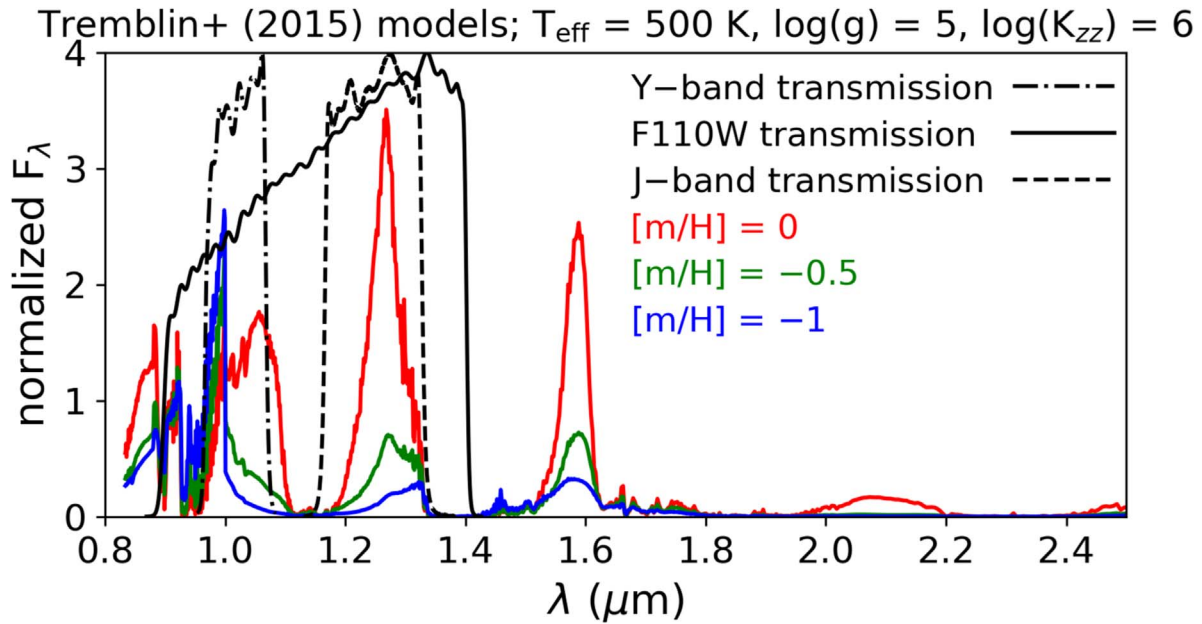 Tremblin+ (2015) models; T_eff = 500 K, log(g) = 5, log(K_zz) = 6
normalized F_λ
4
3
2
1
0
Y−band transmission
F110W transmission
J−band transmission
[m/H] = 0
[m/H] = −0.5
[m/H] = −1
0.8 1.0 1.2 1.4 1.6 1.8 2.0 2.2 2.4
λ (μm)